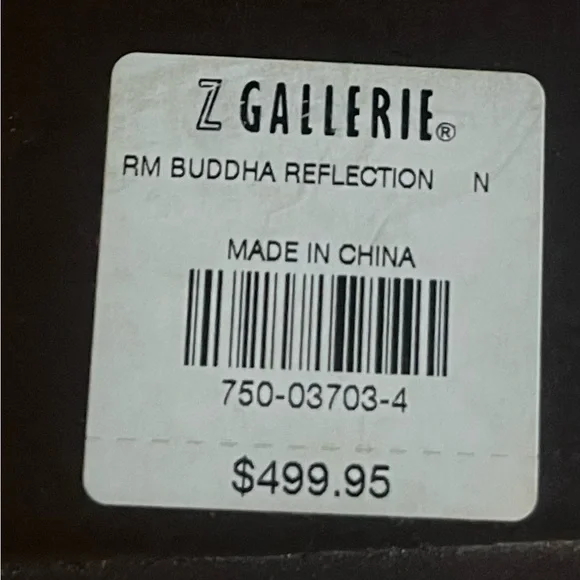 Z GALLERIE®
RM BUDDHA REFLECTION N
MADE IN CHINA
750-03703-4
$499.95